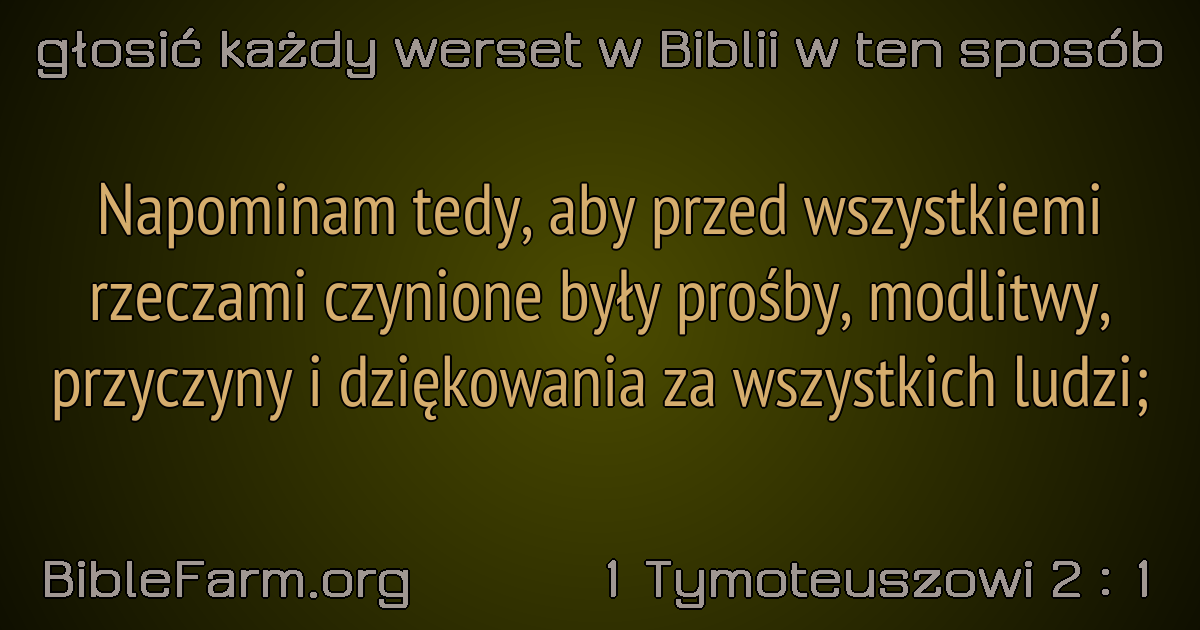 głosić każdy werset w Biblii w ten sposób
Napominam tedy, aby przed wszystkiemi
rzeczami czynione były prośby, modlitwy,
przyczyny i dziękowania za wszystkich ludzi;
BibleFarm.org
1 Tymoteuszowi 2 : 1